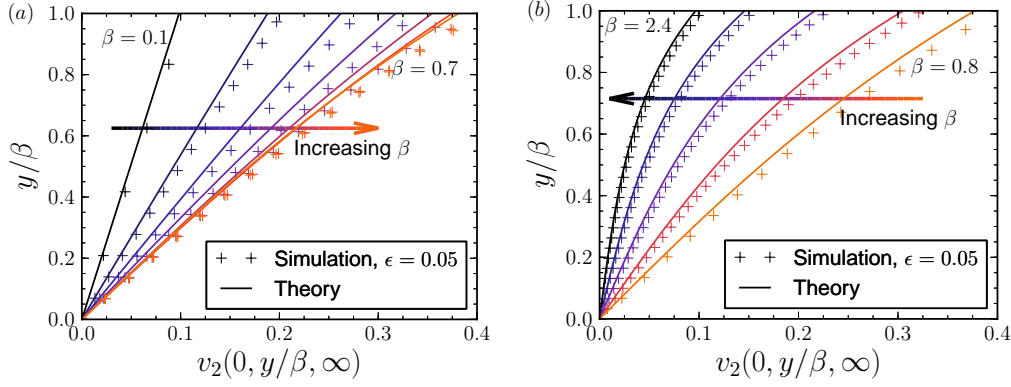 (a)
1.0
0.8
0.6
0.4
0.2
0.0
y/β
β = 0.1
β = 0.7
Increasing β
Simulation, ϵ = 0.05
Theory
0.0 0.1 0.2 0.3 0.4
v₂(0, y/β, ∞)
(b)
1.0
0.8
0.6
0.4
0.2
0.0
y/β
β = 2.4
β = 0.8
Increasing β
Simulation, ϵ = 0.05
Theory
0.0 0.1 0.2 0.3 0.4
v₂(0, y/β, ∞)